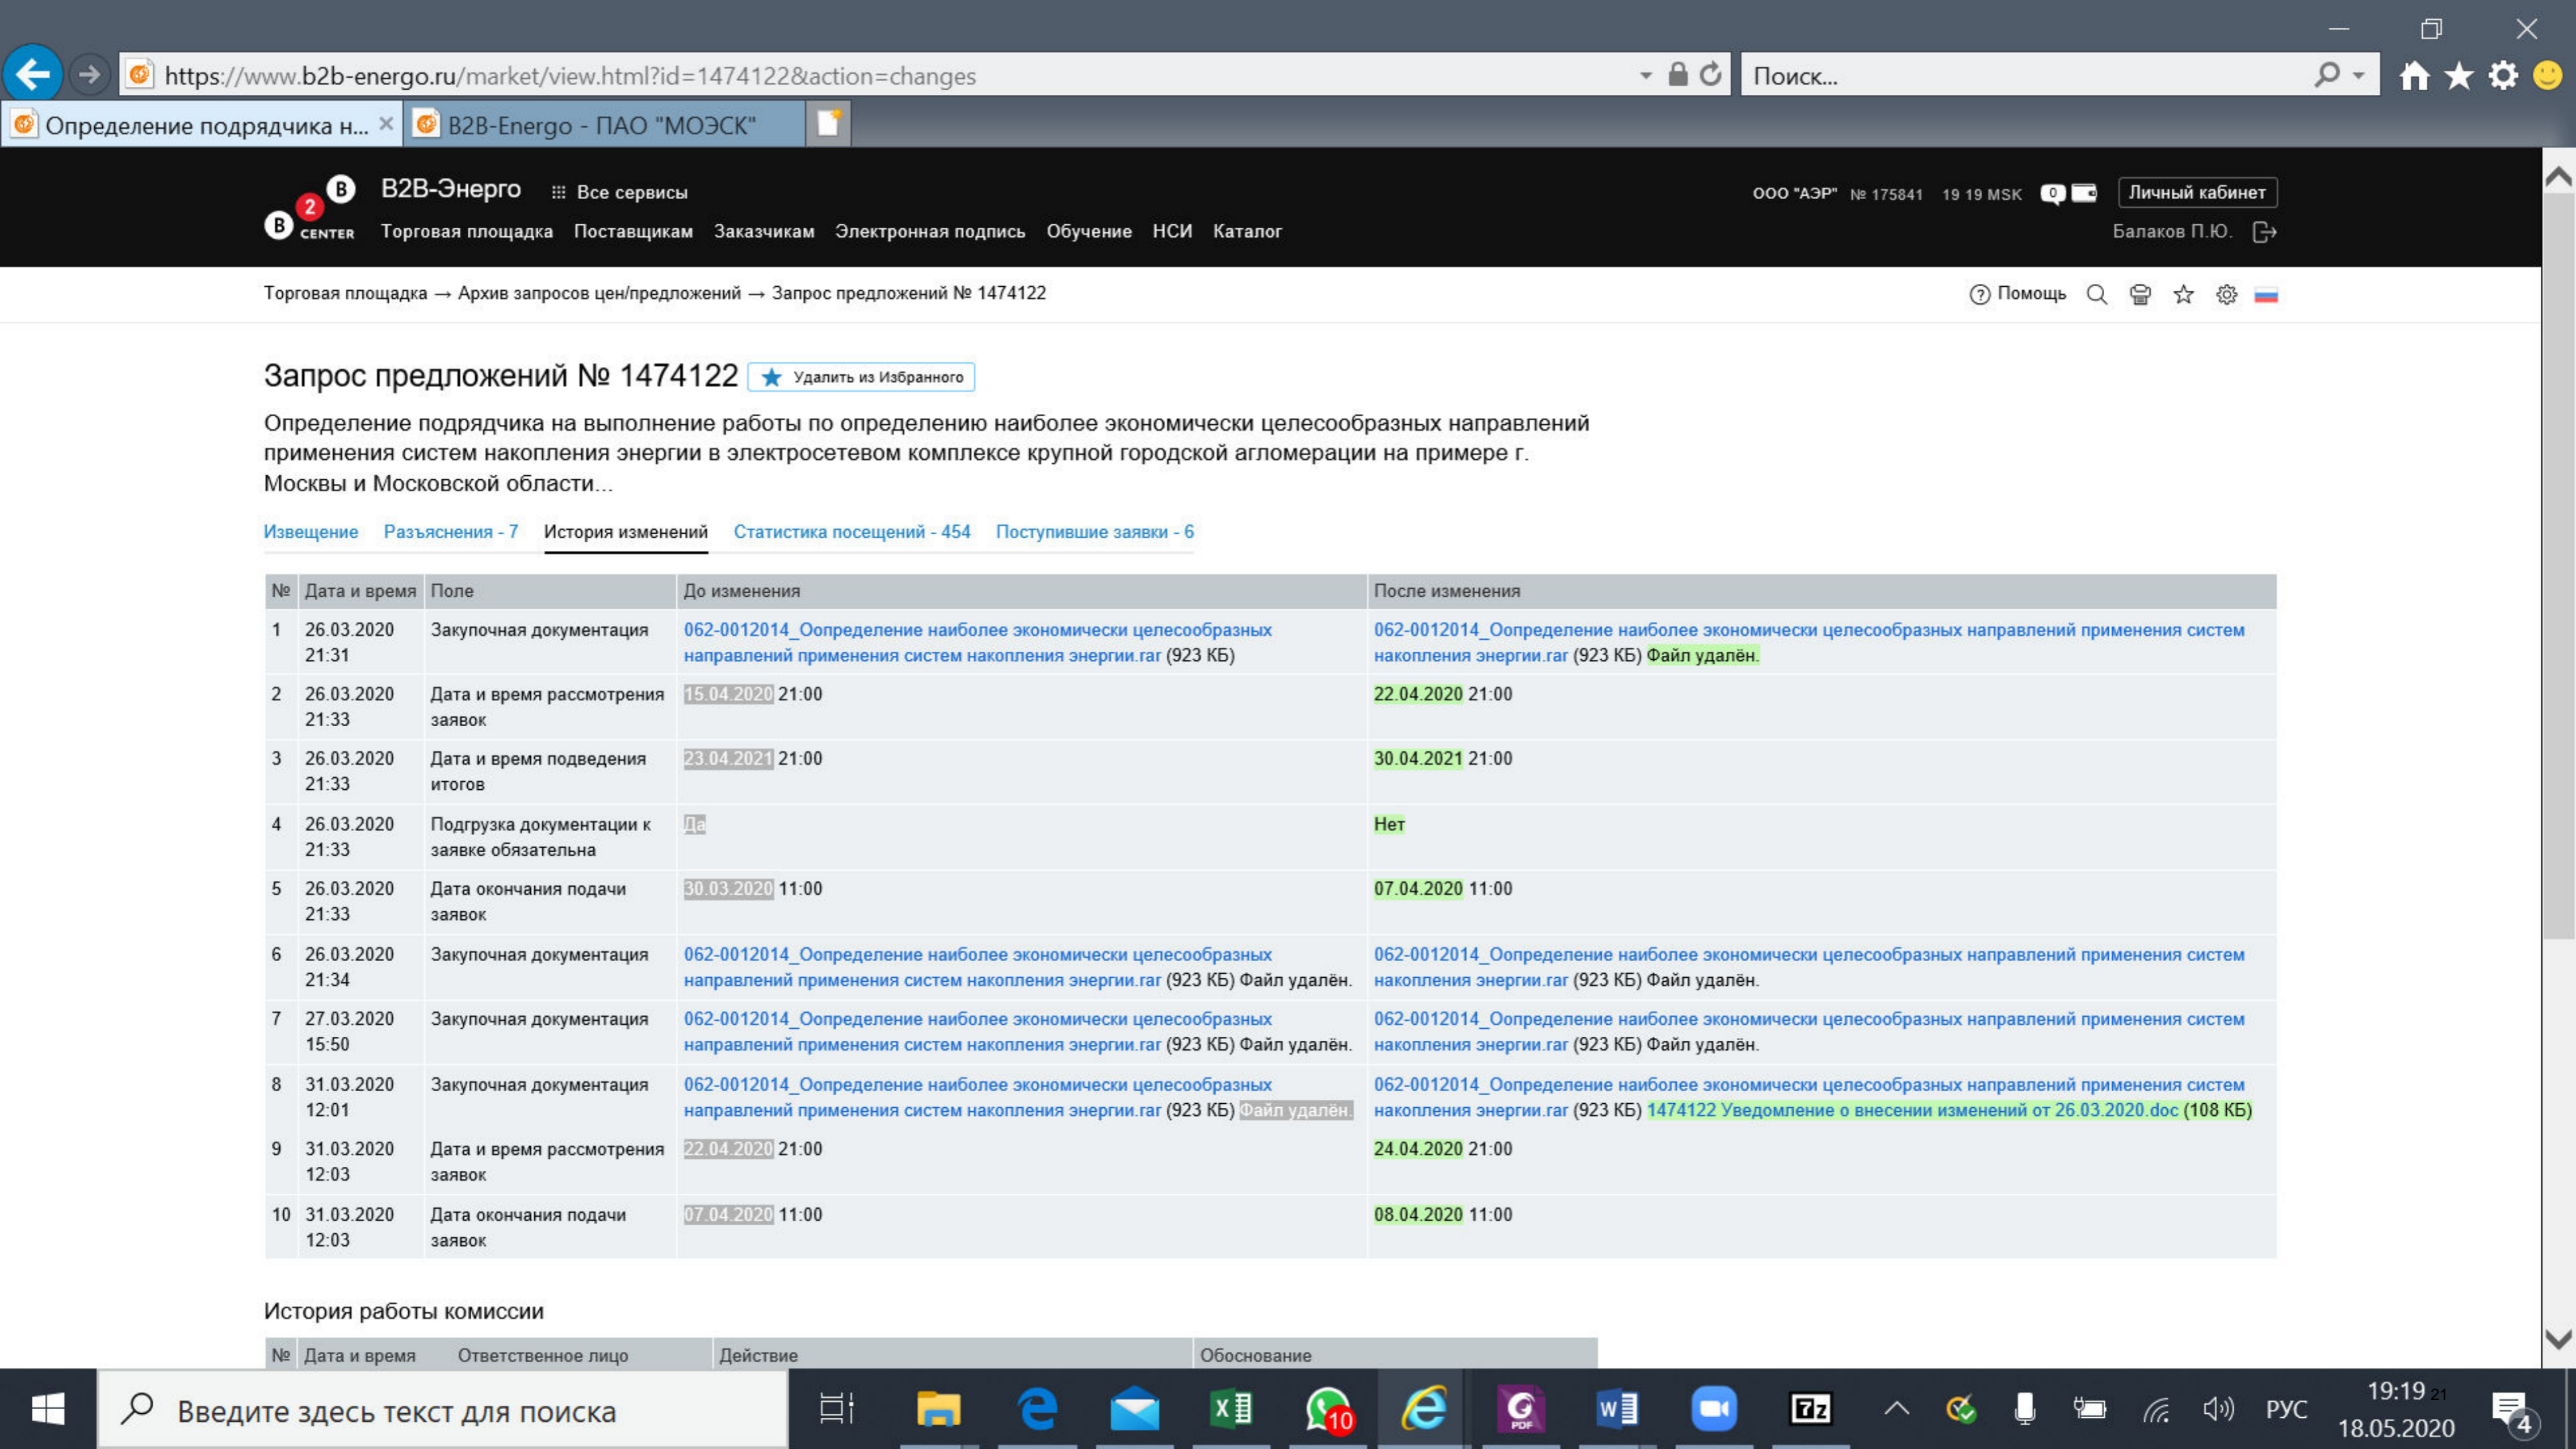 https://www.b2b-energo.ru/market/view.html?id=1474122&action=changes
Поиск...
Определение подрядчика н...
B2B-Energo - ПАО "МОЭСК"
B2B CENTER
B2B-Энерго
Все сервисы
ООО "АЭР" № 175841 19 19 MSK 0
Личный кабинет
Торговая площадка Поставщикам Заказчикам Электронная подпись Обучение НСИ Каталог
Балаков П.Ю.
Торговая площадка → Архив запросов цен/предложений → Запрос предложений № 1474122
Помощь
Запрос предложений № 1474122
Удалить из Избранного
Определение подрядчика на выполнение работы по определению наиболее экономически целесообразных направлений
применения систем накопления энергии в электросетевом комплексе крупной городской агломерации на примере г.
Москвы и Московской области...
Извещение Разъяснения - 7 История изменений Статистика посещений - 454 Поступившие заявки - 6
№ Дата и время Поле До изменения После изменения
1 26.03.2020 Закупочная документация 062-0012014_Оопределение наиболее экономически целесообразных 062-0012014_Оопределение наиболее экономически целесообразных направлений применения систем
21:31 направлений применения систем накопления энергии.rar (923 КБ) накопления энергии.rar (923 КБ) Файл удалён.
2 26.03.2020 Дата и время рассмотрения 15.04.2020 21:00 22.04.2020 21:00
21:33 заявок
3 26.03.2020 Дата и время подведения 23.04.2021 21:00 30.04.2021 21:00
21:33 итогов
4 26.03.2020 Подгрузка документации к Да Нет
21:33 заявке обязательна
5 26.03.2020 Дата окончания подачи 30.03.2020 11:00 07.04.2020 11:00
21:33 заявок
6 26.03.2020 Закупочная документация 062-0012014_Оопределение наиболее экономически целесообразных 062-0012014_Оопределение наиболее экономически целесообразных направлений применения систем
21:34 направлений применения систем накопления энергии.rar (923 КБ) Файл удалён. накопления энергии.rar (923 КБ) Файл удалён.
7 27.03.2020 Закупочная документация 062-0012014_Оопределение наиболее экономически целесообразных 062-0012014_Оопределение наиболее экономически целесообразных направлений применения систем
15:50 направлений применения систем накопления энергии.rar (923 КБ) Файл удалён. накопления энергии.rar (923 КБ) Файл удалён.
8 31.03.2020 Закупочная документация 062-0012014_Оопределение наиболее экономически целесообразных 062-0012014_Оопределение наиболее экономически целесообразных направлений применения систем
12:01 направлений применения систем накопления энергии.rar (923 КБ) Файл удалён. накопления энергии.rar (923 КБ) 1474122 Уведомление о внесении изменений от 26.03.2020.doc (108 КБ)
9 31.03.2020 Дата и время рассмотрения 22.04.2020 21:00 24.04.2020 21:00
12:03 заявок
10 31.03.2020 Дата окончания подачи 07.04.2020 11:00 08.04.2020 11:00
12:03 заявок
История работы комиссии
№ Дата и время Ответственное лицо Действие Обоснование
Введите здесь текст для поиска
10
PDF
7z
РУС
19:19 21
18.05.2020
4